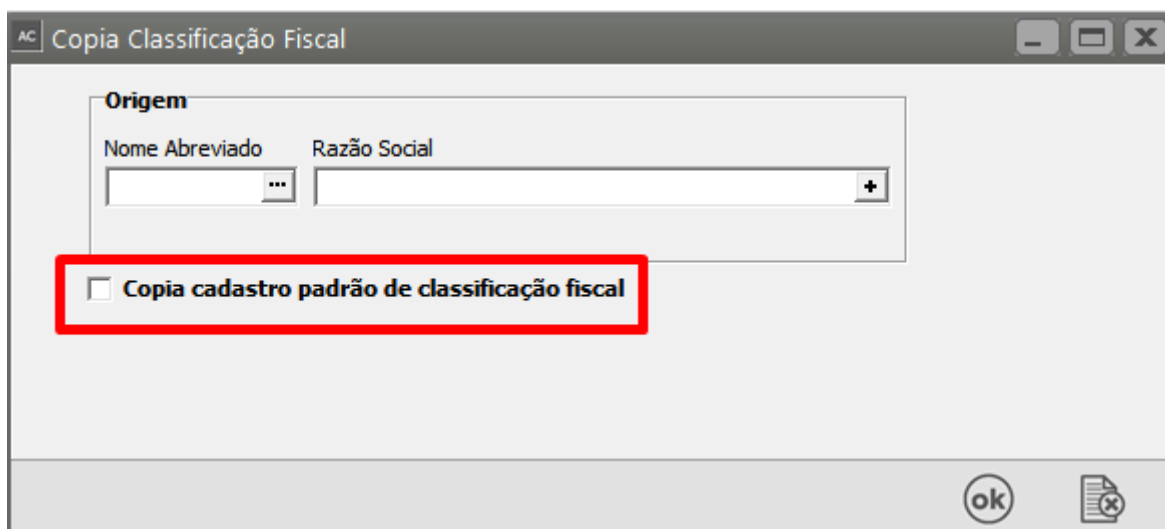 AC Copia Classificação Fiscal
Origem
Nome Abreviado Razão Social
Copia cadastro padrão de classificação fiscal
ok